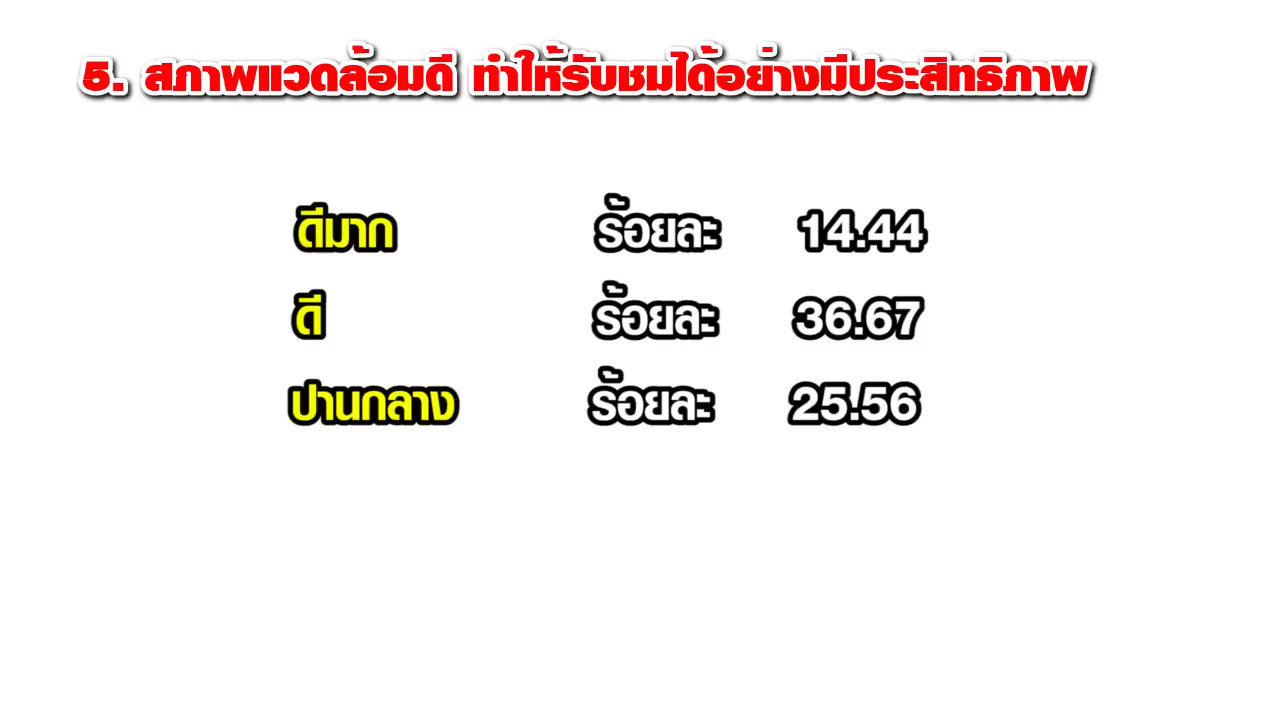 5. สภาพแวดล้อมดี ทำให้รับชมได้อย่างมีประสิทธิภาพ
ดีมาก ร้อยละ 14.44
ดี ร้อยละ 36.67
ปานกลาง ร้อยละ 25.56